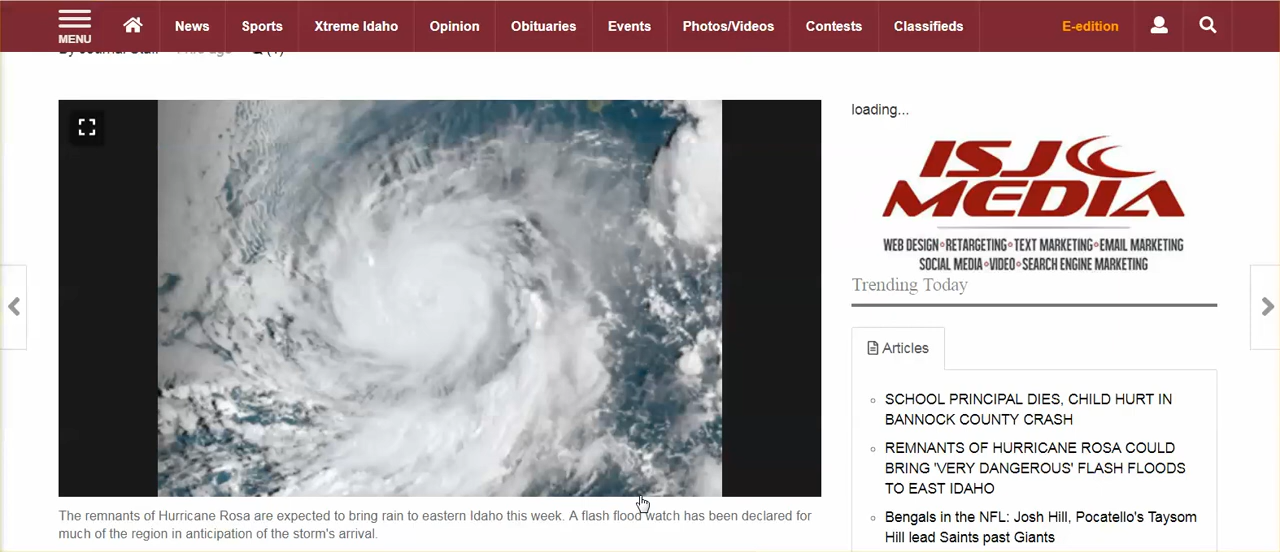 MENU
News
Sports
Xtreme Idaho
Opinion
Obituaries
Events
Photos/Videos
Contests
Classifieds
E-edition
loading...
ISJ
MEDIA
WEB DESIGN◦RETARGETING◦TEXT MARKETING◦EMAIL MARKETING
SOCIAL MEDIA◦VIDEO◦SEARCH ENGINE MARKETING
Trending Today
Articles
SCHOOL PRINCIPAL DIES, CHILD HURT IN
BANNOCK COUNTY CRASH
REMNANTS OF HURRICANE ROSA COULD
BRING 'VERY DANGEROUS' FLASH FLOODS
TO EAST IDAHO
Bengals in the NFL: Josh Hill, Pocatello's Taysom
Hill lead Saints past Giants
The remnants of Hurricane Rosa are expected to bring rain to eastern Idaho this week. A flash flood watch has been declared for
much of the region in anticipation of the storm's arrival.